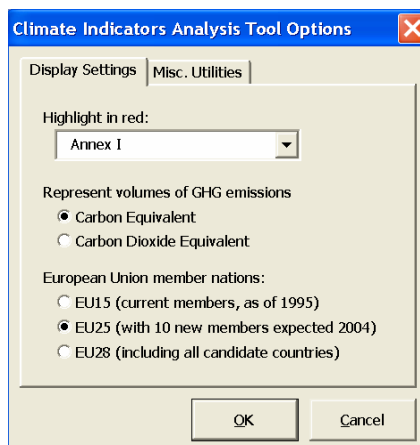 Climate Indicators Analysis Tool Options
Display Settings Misc. Utilities
Highlight in red:
Annex I
Represent volumes of GHG emissions
Carbon Equivalent
Carbon Dioxide Equivalent
European Union member nations:
EU15 (current members, as of 1995)
EU25 (with 10 new members expected 2004)
EU28 (including all candidate countries)
OK Cancel